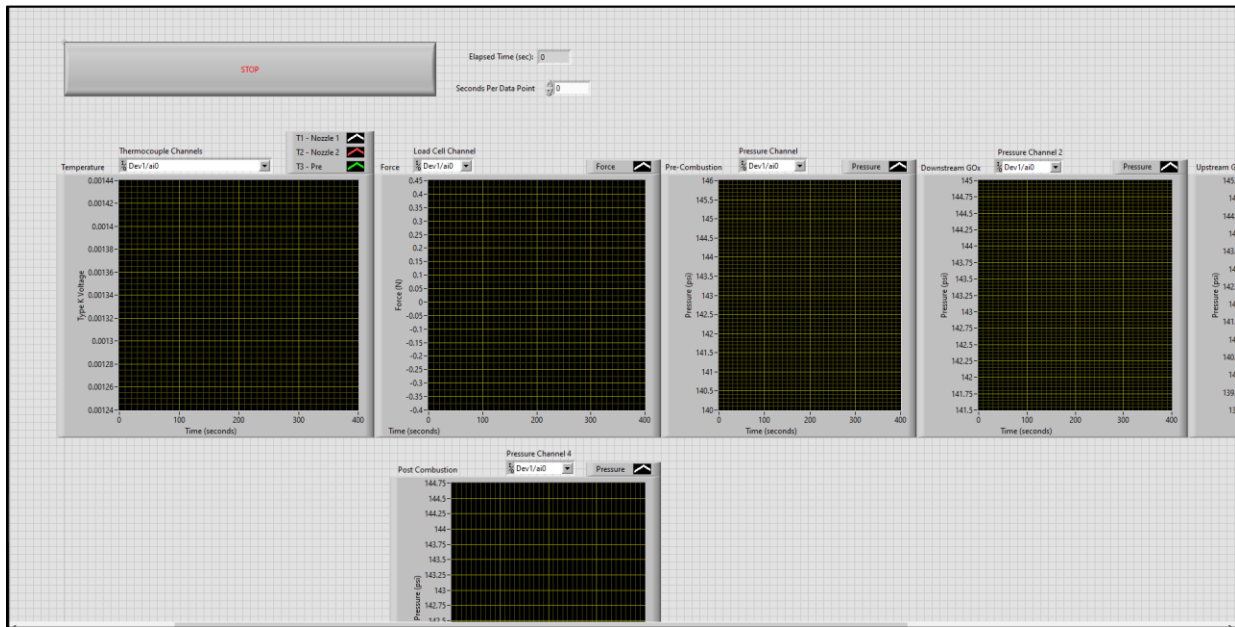 STOP
Elapsed Time (sec): 0
Seconds Per Data Point 0
Thermocouple Channels
Temperature Dev1/ai0
T1 - Nozzle 1
T2 - Nozzle 2
T3 - Pre
0.00144
0.00142
0.0014
0.00138
0.00136
0.00134
0.00132
0.0013
0.00128
0.00126
0.00124
Type K Voltage
0 100 200 300 400
Time (seconds)
Load Cell Channel
Force Dev1/ai0 Force
0.45
0.4
0.35
0.3
0.25
0.2
0.15
0.1
0.05
0
-0.05
-0.1
-0.15
-0.2
-0.25
-0.3
-0.35
-0.4
Force (N)
0 100 200 300 400
Time (seconds)
Pressure Channel
Pre-Combustion Dev1/ai0 Pressure
146
145.5
145
144.5
144
143.5
143
142.5
142
141.5
141
140.5
140
Pressure (psi)
0 100 200 300 400
Time (seconds)
Pressure Channel 2
Downstream GOx Dev1/ai0 Pressure
145
144.75
144.5
144.25
144
143.75
143.5
143.25
143
142.75
142.5
142.25
142
141.75
141.5
Pressure (psi)
0 100 200 300 400
Time (seconds)
Upstream G
Pressure (psi)
Pressure Channel 4
Post Combustion Dev1/ai0 Pressure
144.75
144.5
144.25
144
143.75
143.5
143.25
143
142.75
142.5
Pressure (psi)